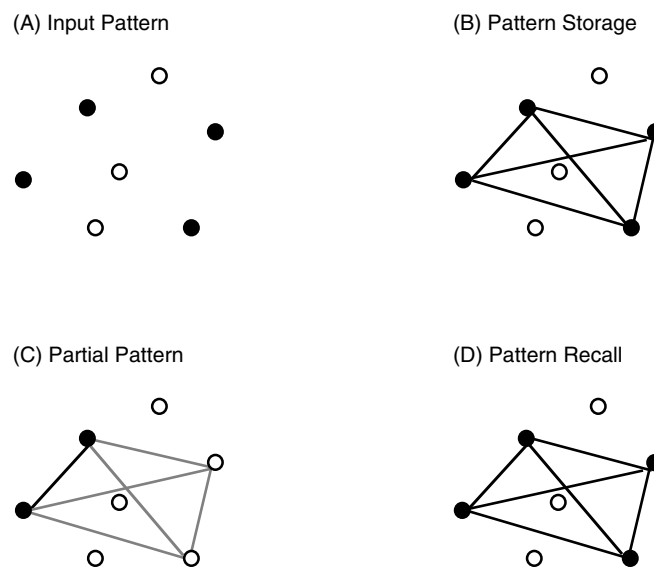 (A) Input Pattern
(B) Pattern Storage
(C) Partial Pattern
(D) Pattern Recall